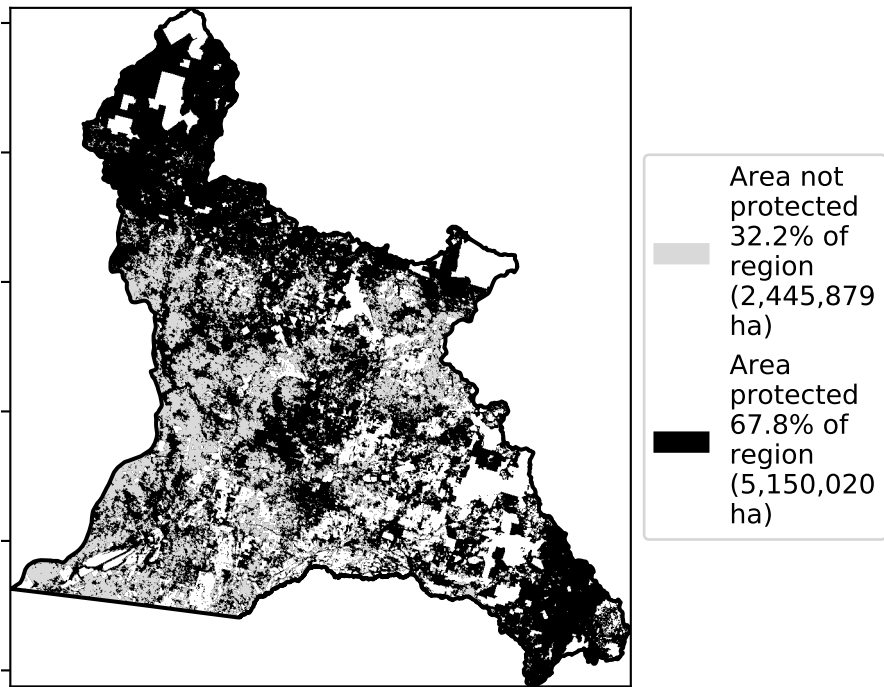 Area not
protected
32.2% of
region
(2,445,879
ha)
Area
protected
67.8% of
region
(5,150,020
ha)